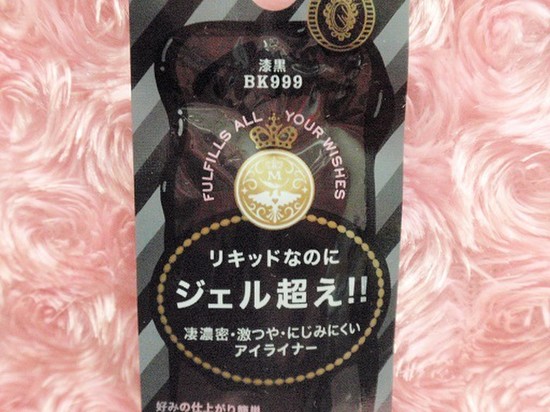 漆黒
BK999
FULFILLS ALL YOUR WISHES
M
リキッドなのに
ジェル超え!!
凄濃密・激つや・にじみにくい
アイライナー
好みの仕上がり簡単